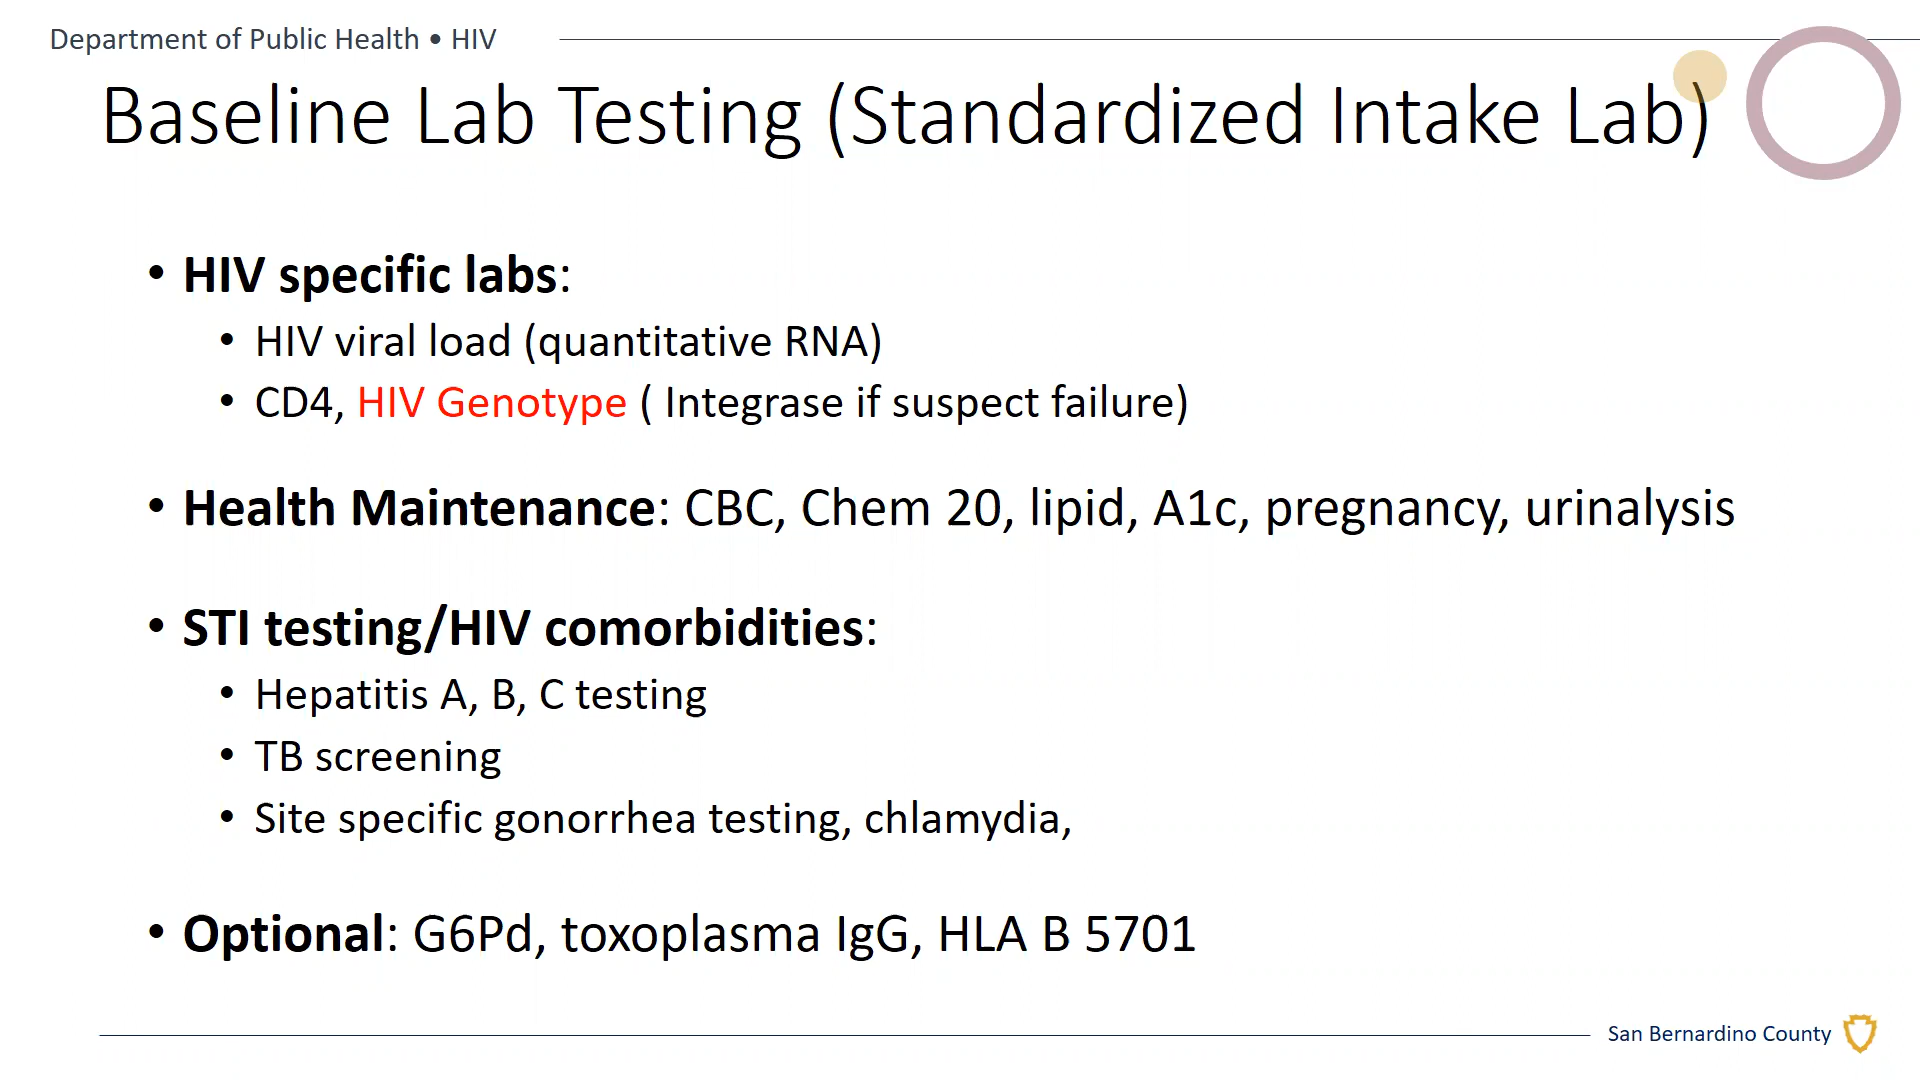 Department of Public Health • HIV
Baseline Lab Testing (Standardized Intake Lab)
• HIV specific labs:
• HIV viral load (quantitative RNA)
• CD4, HIV Genotype ( Integrase if suspect failure)
• Health Maintenance: CBC, Chem 20, lipid, A1c, pregnancy, urinalysis
• STI testing/HIV comorbidities:
• Hepatitis A, B, C testing
• TB screening
• Site specific gonorrhea testing, chlamydia,
• Optional: G6Pd, toxoplasma IgG, HLA B 5701
San Bernardino County